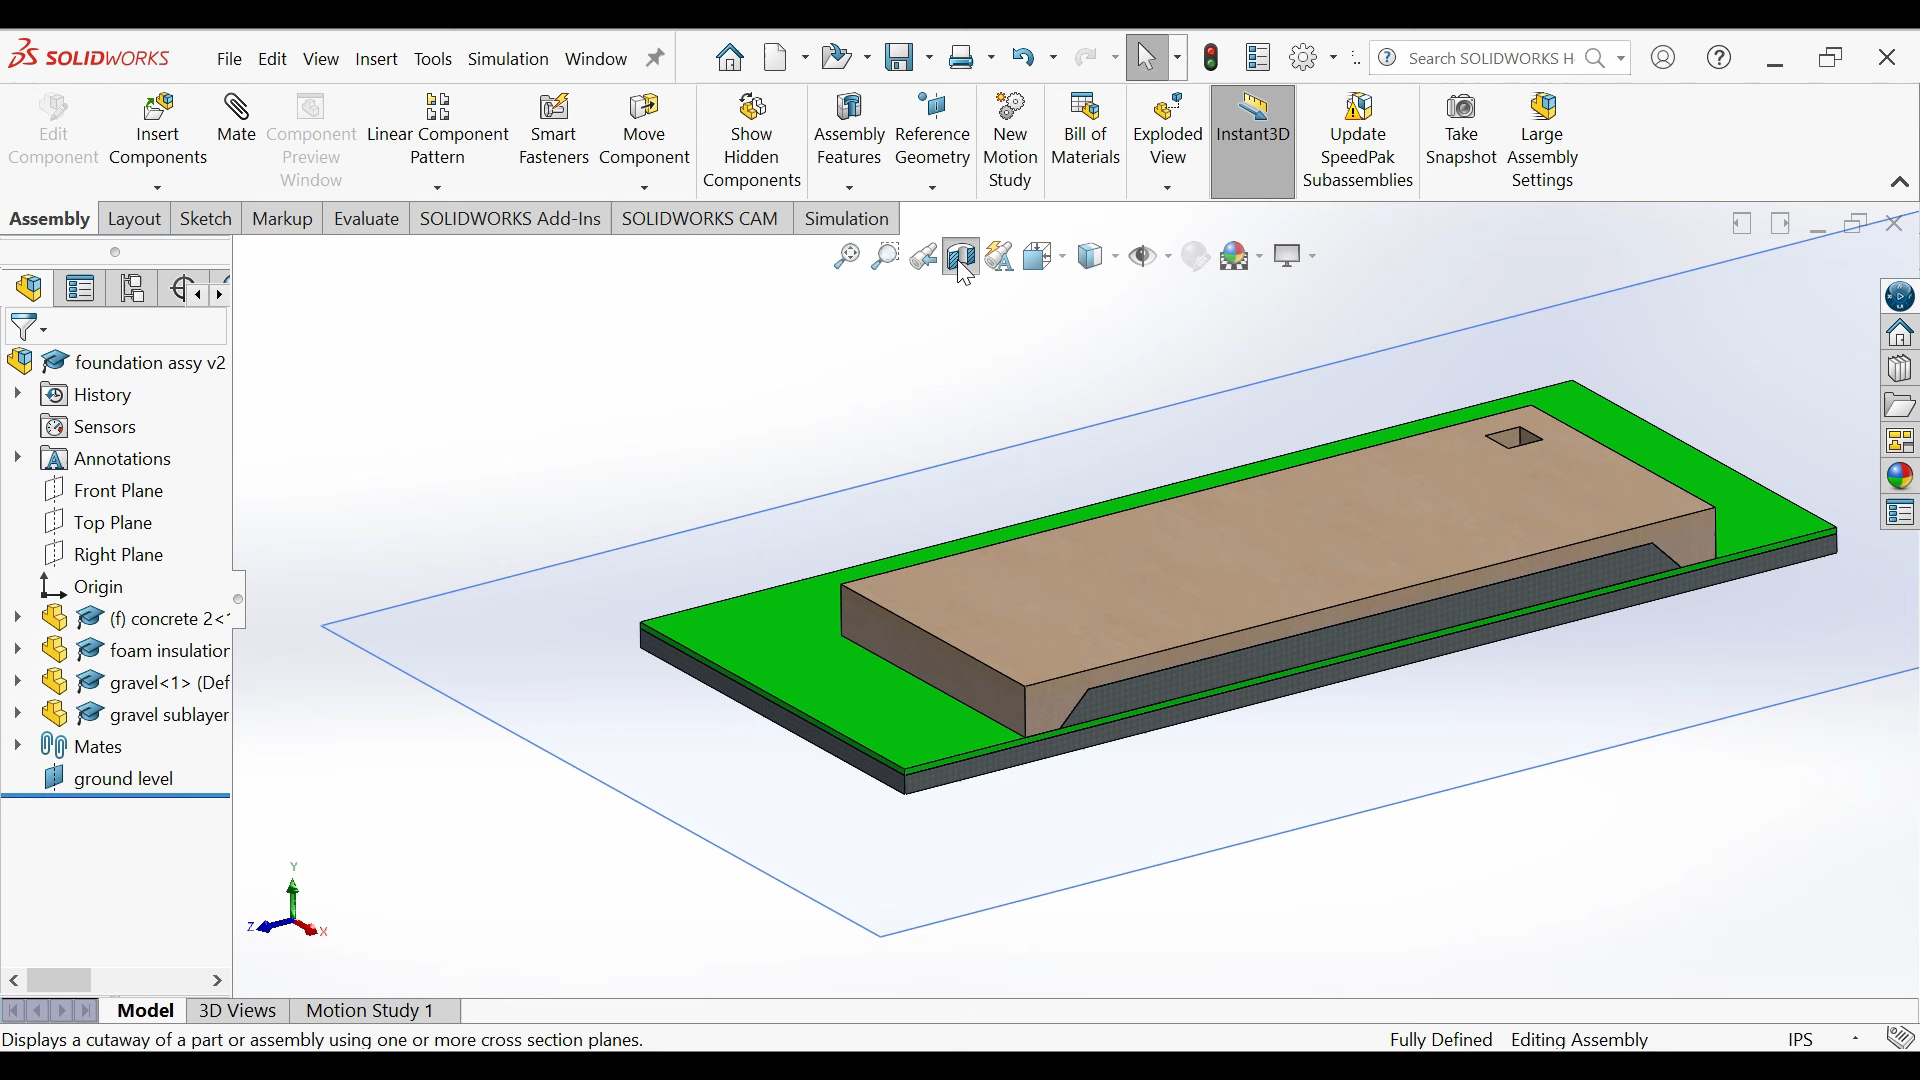 SOLIDWORKS File Edit View Insert Tools Simulation Window Search SOLIDWORKS H
Edit Component
Insert Components
Mate
Component Preview Window
Linear Component Pattern
Smart Fasteners
Move Component
Show Hidden Components
Assembly Features
Reference Geometry
New Motion Study
Bill of Materials
Exploded View
Instant3D
Update SpeedPak Subassemblies
Take Snapshot
Large Assembly Settings
Assembly Layout Sketch Markup Evaluate SOLIDWORKS Add-Ins SOLIDWORKS CAM Simulation
foundation assy v2
History
Sensors
Annotations
Front Plane
Top Plane
Right Plane
Origin
(f) concrete 2<1
foam insulation
gravel<1> (Def
gravel sublayer
Mates
ground level
Y
Z
X
Model 3D Views Motion Study 1
Displays a cutaway of a part or assembly using one or more cross section planes. Fully Defined Editing Assembly IPS